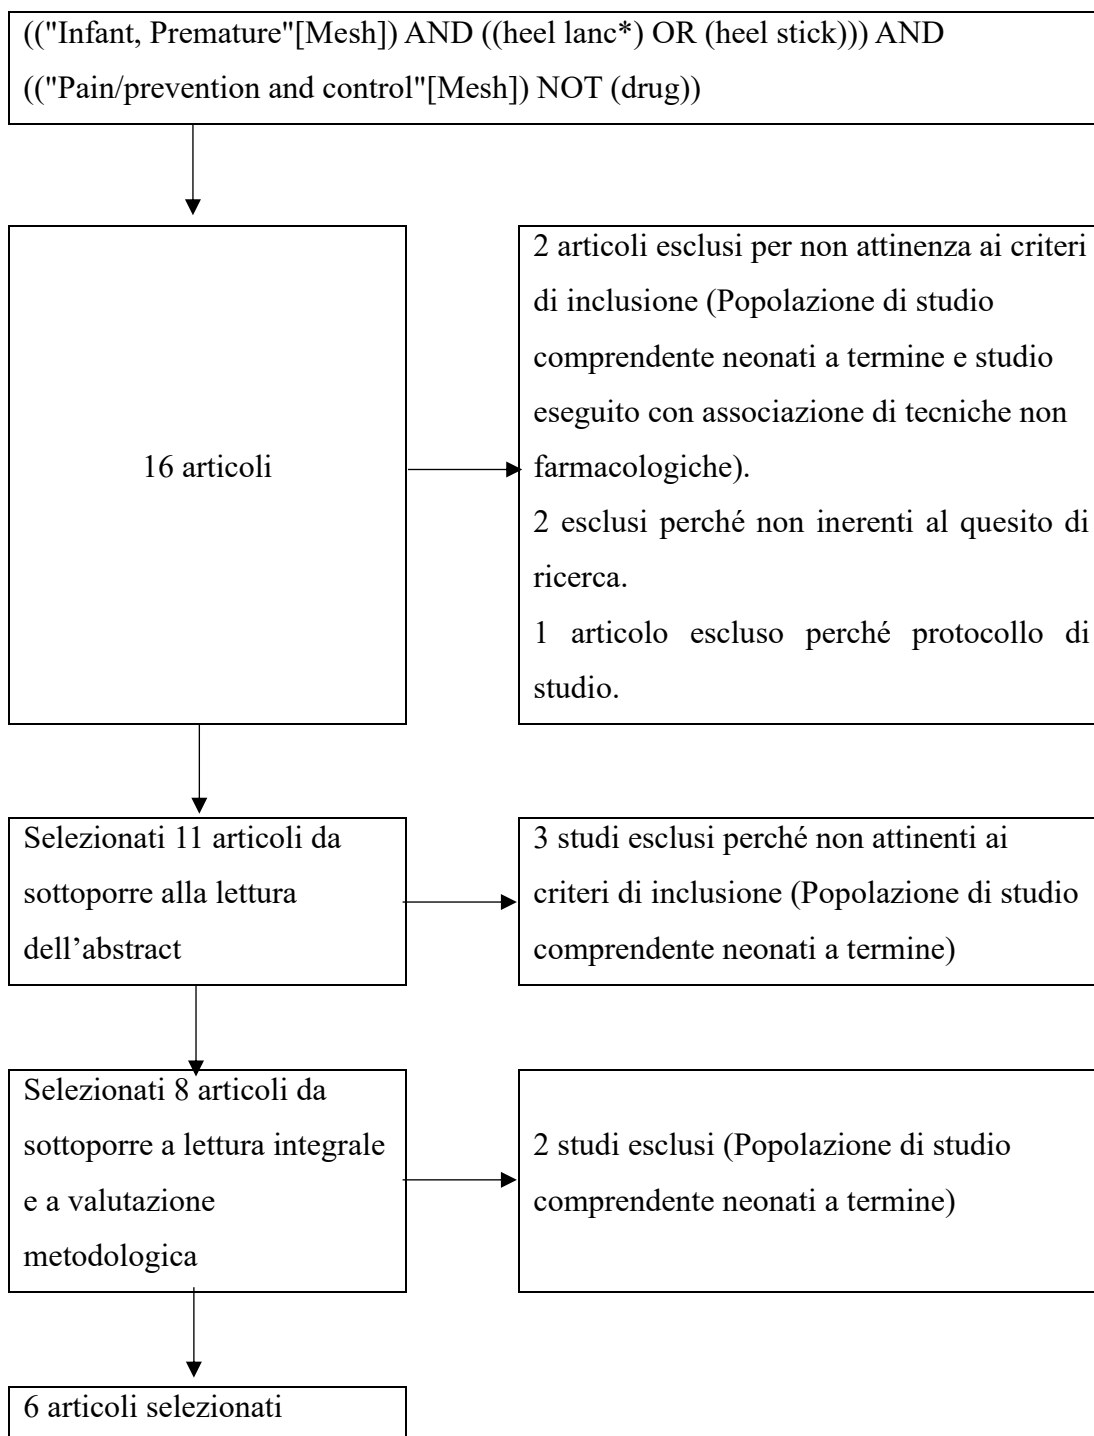 (("Infant, Premature"[Mesh]) AND ((heel lanc*) OR (heel stick))) AND
(("Pain/prevention and control"[Mesh]) NOT (drug))
16 articoli
2 articoli esclusi per non attinenza ai criteri
di inclusione (Popolazione di studio
comprendente neonati a termine e studio
eseguito con associazione di tecniche non
farmacologiche).
2 esclusi perché non inerenti al quesito di
ricerca.
1 articolo escluso perché protocollo di
studio.
Selezionati 11 articoli da
sottoporre alla lettura
dell’abstract
3 studi esclusi perché non attinenti ai
criteri di inclusione (Popolazione di studio
comprendente neonati a termine)
Selezionati 8 articoli da
sottoporre a lettura integrale
e a valutazione
metodologica
2 studi esclusi (Popolazione di studio
comprendente neonati a termine)
6 articoli selezionati